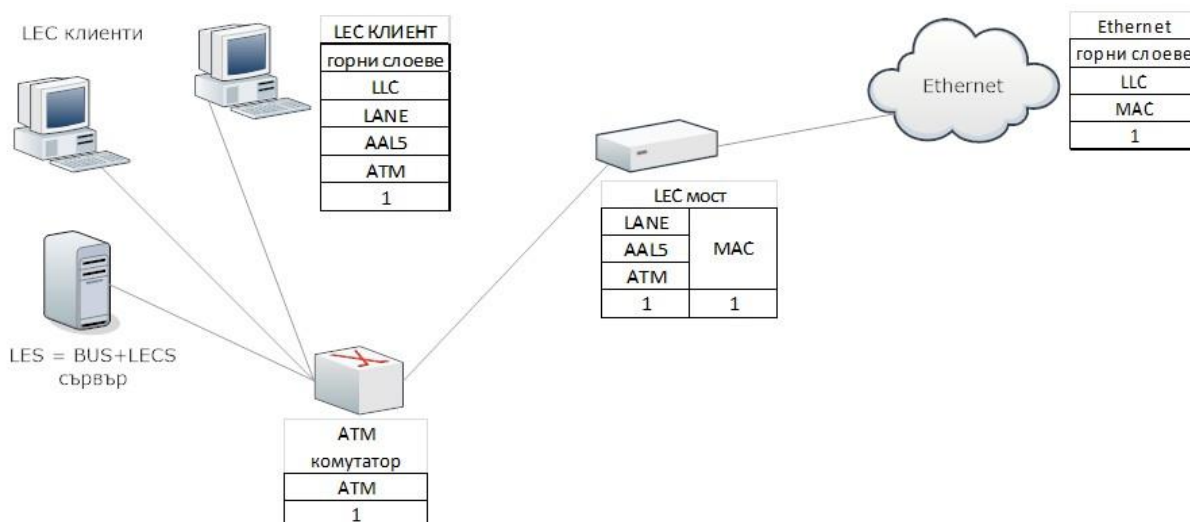 LEC клиенти
LEC КЛИЕНТ
горни слоеве
LLC
LANE
AAL5
ATM
1
LES = BUS+LECS
сървър
ATM
комутатор
ATM
1
LEC мост
LANE
AAL5
ATM
MAC
1
1
Ethernet
Ethernet
горни слоеве
LLC
MAC
1